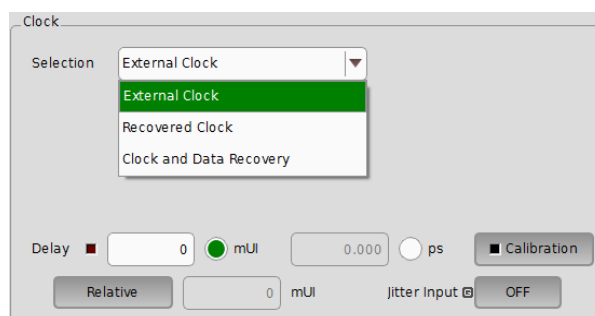 Clock
Selection External Clock
External Clock
Recovered Clock
Clock and Data Recovery
Delay 0 mUI 0.000 ps Calibration
Relative 0 mUI Jitter Input OFF